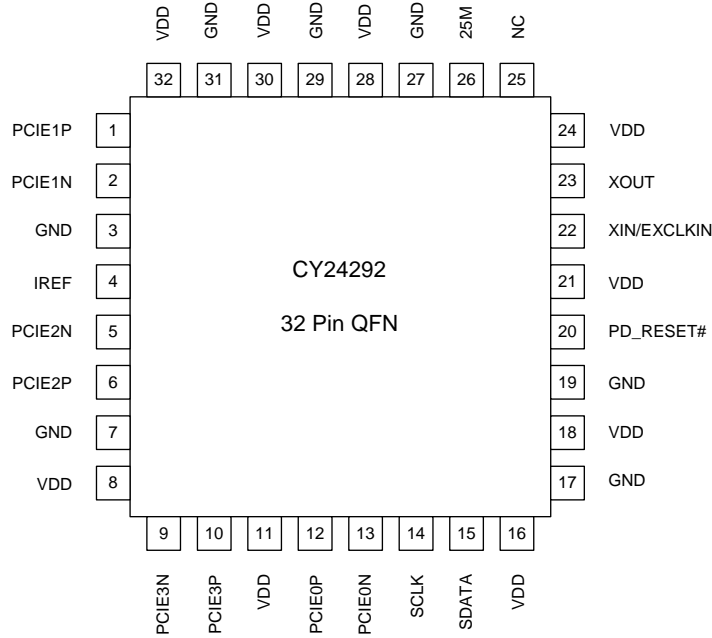 VDD GND VDD GND VDD GND 25M NC
32 31 30 29 28 27 26 25
PCIE1P 1 24 VDD
PCIE1N 2 23 XOUT
GND 3 22 XIN/EXCLKIN
IREF 4 21 VDD
PCIE2N 5 20 PD_RESET#
PCIE2P 6 19 GND
GND 7 18 VDD
VDD 8 17 GND
CY24292
32 Pin QFN
9 10 11 12 13 14 15 16
PCIE3N PCIE3P VDD PCIE0P PCIE0N SCLK SDATA VDD